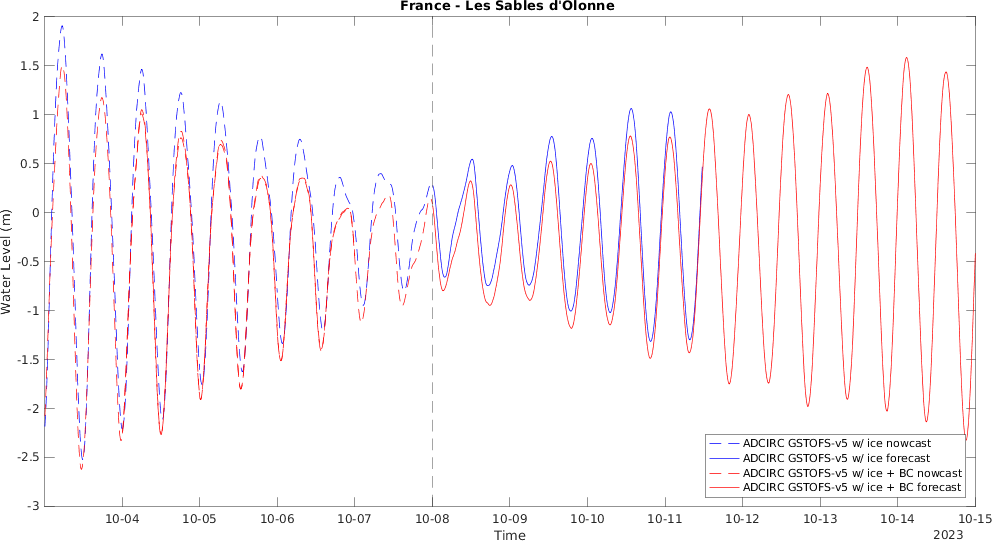 France - Les Sables d'Olonne
2
1.5
1
0.5
0
-0.5
-1
-1.5
-2
-2.5
-3
Water Level (m)
ADCIRC GSTOFS-v5 w/ ice nowcast
ADCIRC GSTOFS-v5 w/ ice forecast
ADCIRC GSTOFS-v5 w/ ice + BC nowcast
ADCIRC GSTOFS-v5 w/ ice + BC forecast
10-04 10-05 10-06 10-07 10-08 10-09 10-10 10-11 10-12 10-13 10-14 10-15
Time
2023